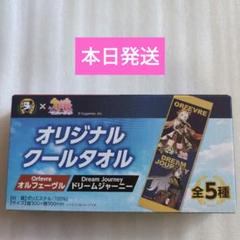 本日発送
© Cygames, Inc.
オリジナル
クールタオル
Orfevre
オルフェーヴル
Dream Journey
ドリームジャーニー
ORFEVRE
DREAM
JOURNEY
全5種